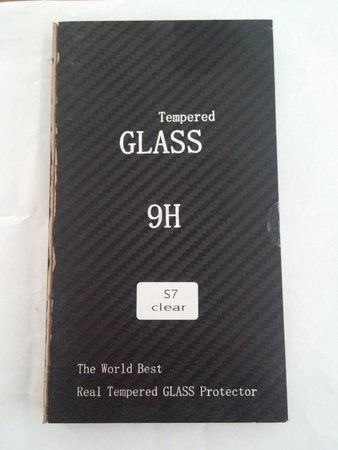 Tempered
GLASS
9H
S7
clear
The World Best
Real Tempered GLASS Protector